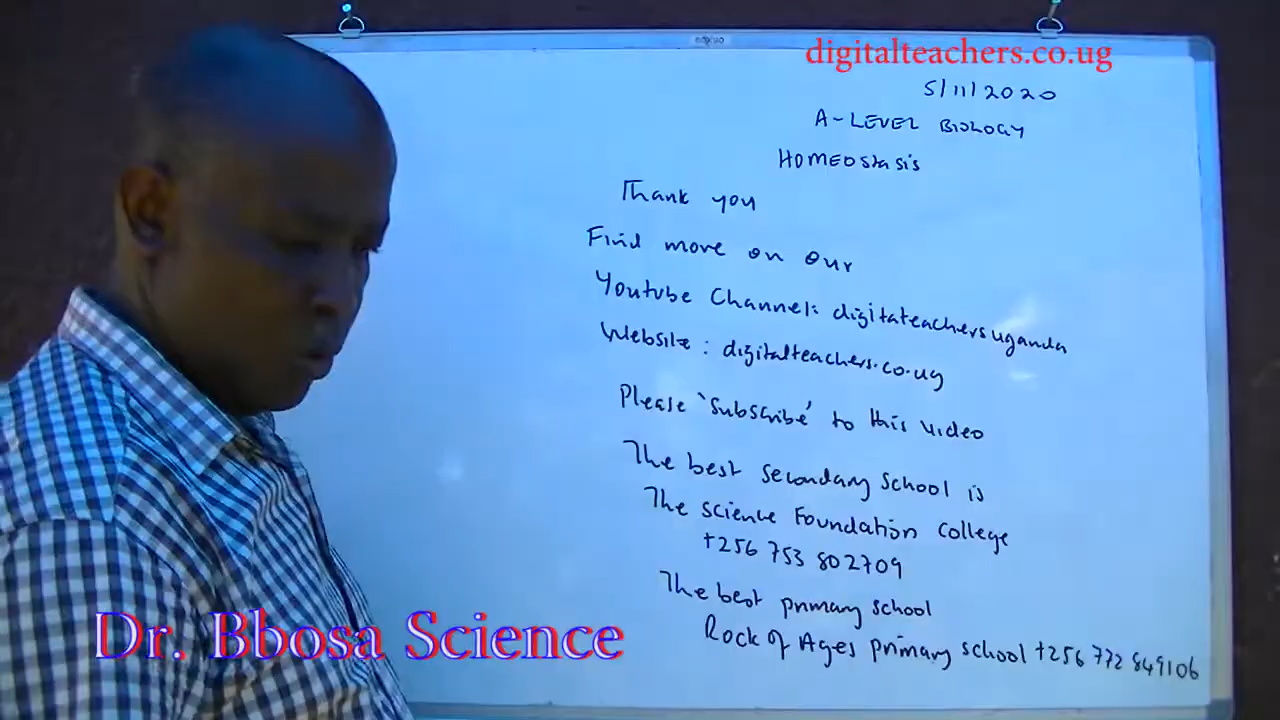 digitalteachers.co.ug
5/11/2020
A-LEVEL BIOLOGY
HOMEOstasis
Thank you
Find more on our
Youtube Channel: digitateachersuganda
Website : digitalteachers.co.ug
Please 'subscribe' to this video
The best secondary school is
The science Foundation College
+256 753 802709
The best primary school
Rock of Ages primary school +256 772 849106
Dr. Bbosa Science